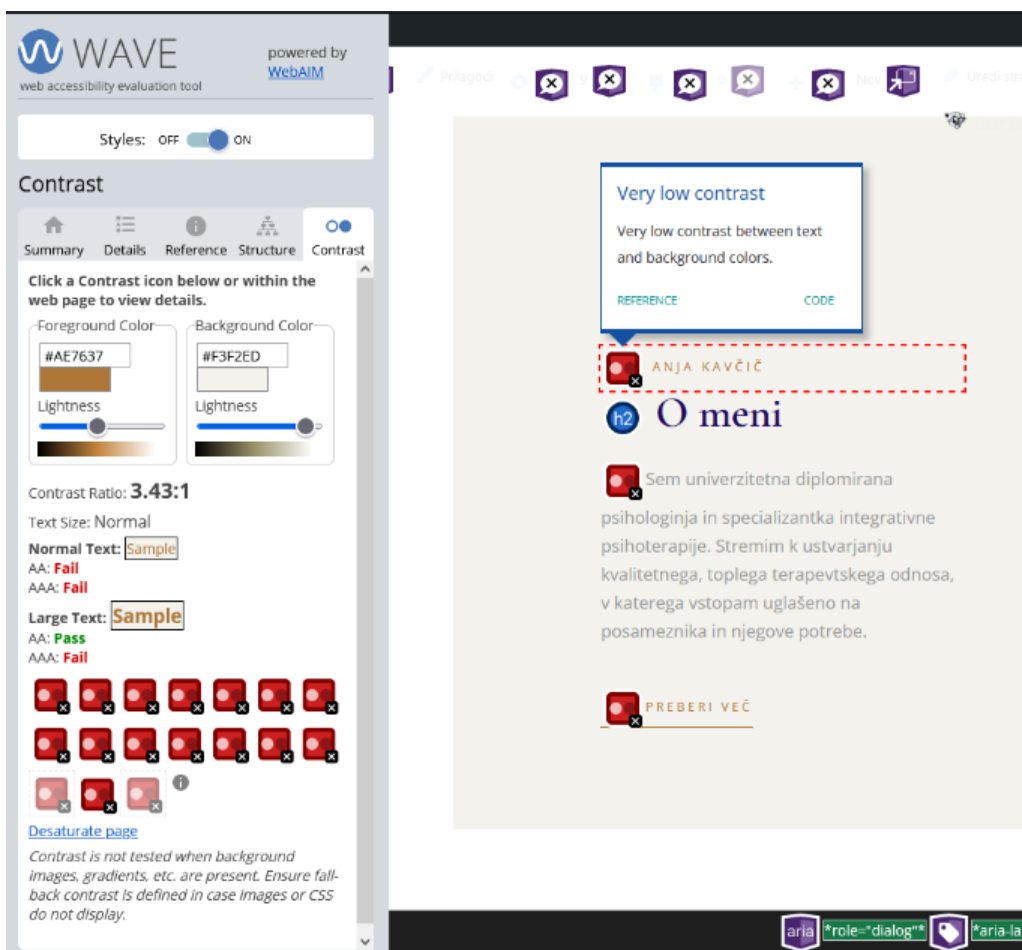 WAVE
powered by
WebAIM
web accessibility evaluation tool
Styles: OFF ON
Contrast
Summary Details Reference Structure Contrast
Click a Contrast icon below or within the
web page to view details.
Foreground Color Background Color
#AE7637 #F3F2ED
Lightness Lightness
Contrast Ratio: 3.43:1
Text Size: Normal
Normal Text: Sample
AA: Fail
AAA: Fail
Large Text: Sample
AA: Pass
AAA: Fail
Desaturate page
Contrast is not tested when background
images, gradients, etc. are present. Ensure fall-
back contrast is defined in case images or CSS
do not display.
Prilagodi 9 0 Nov Uredi
Very low contrast
Very low contrast between text
and background colors.
REFERENCE CODE
ANJA KAVČIČ
h2 O meni
Sem univerzitetna diplomirana
psihologinja in specializantka integrativne
psihoterapije. Stremim k ustvarjanju
kvalitetnega, toplega terapevtskega odnosa,
v katerega vstopam uglašeno na
posameznika in njegove potrebe.
PREBERI VEČ
aria *role="dialog"* *aria-la